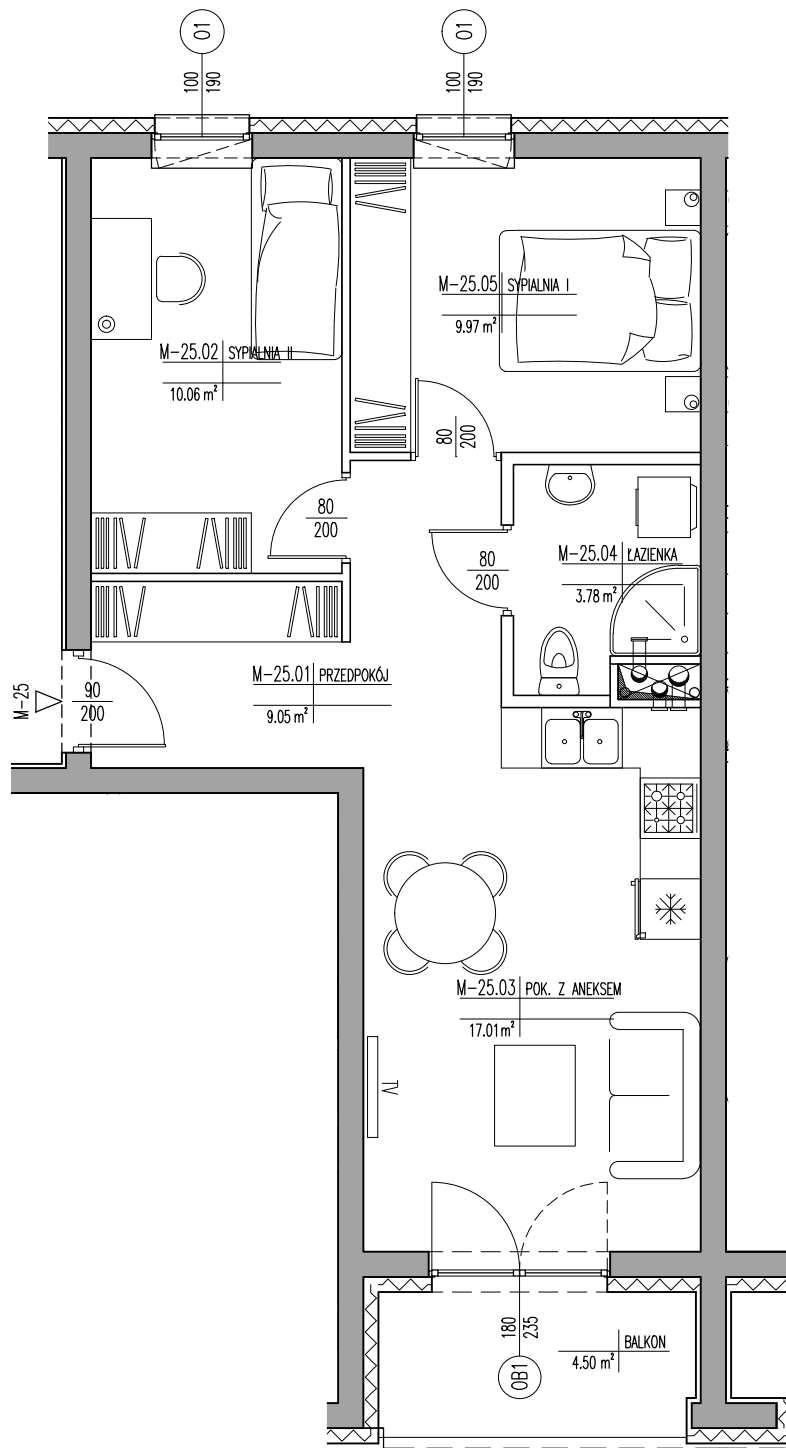 01
01
100
190
100
190
M-25.05 SYPIALNIA I
9.97 m²
M-25.02 SYPIALNIA II
10.06 m²
80
200
80
200
80
200
M-25.04 ŁAZIENKA
3.78 m²
M-25.01 PRZEDPOKÓJ
9.05 m²
M-25
90
200
M-25.03 POK. Z ANEKSEM
17.01 m²
TV
180
235
BALKON
4.50 m²
OB1